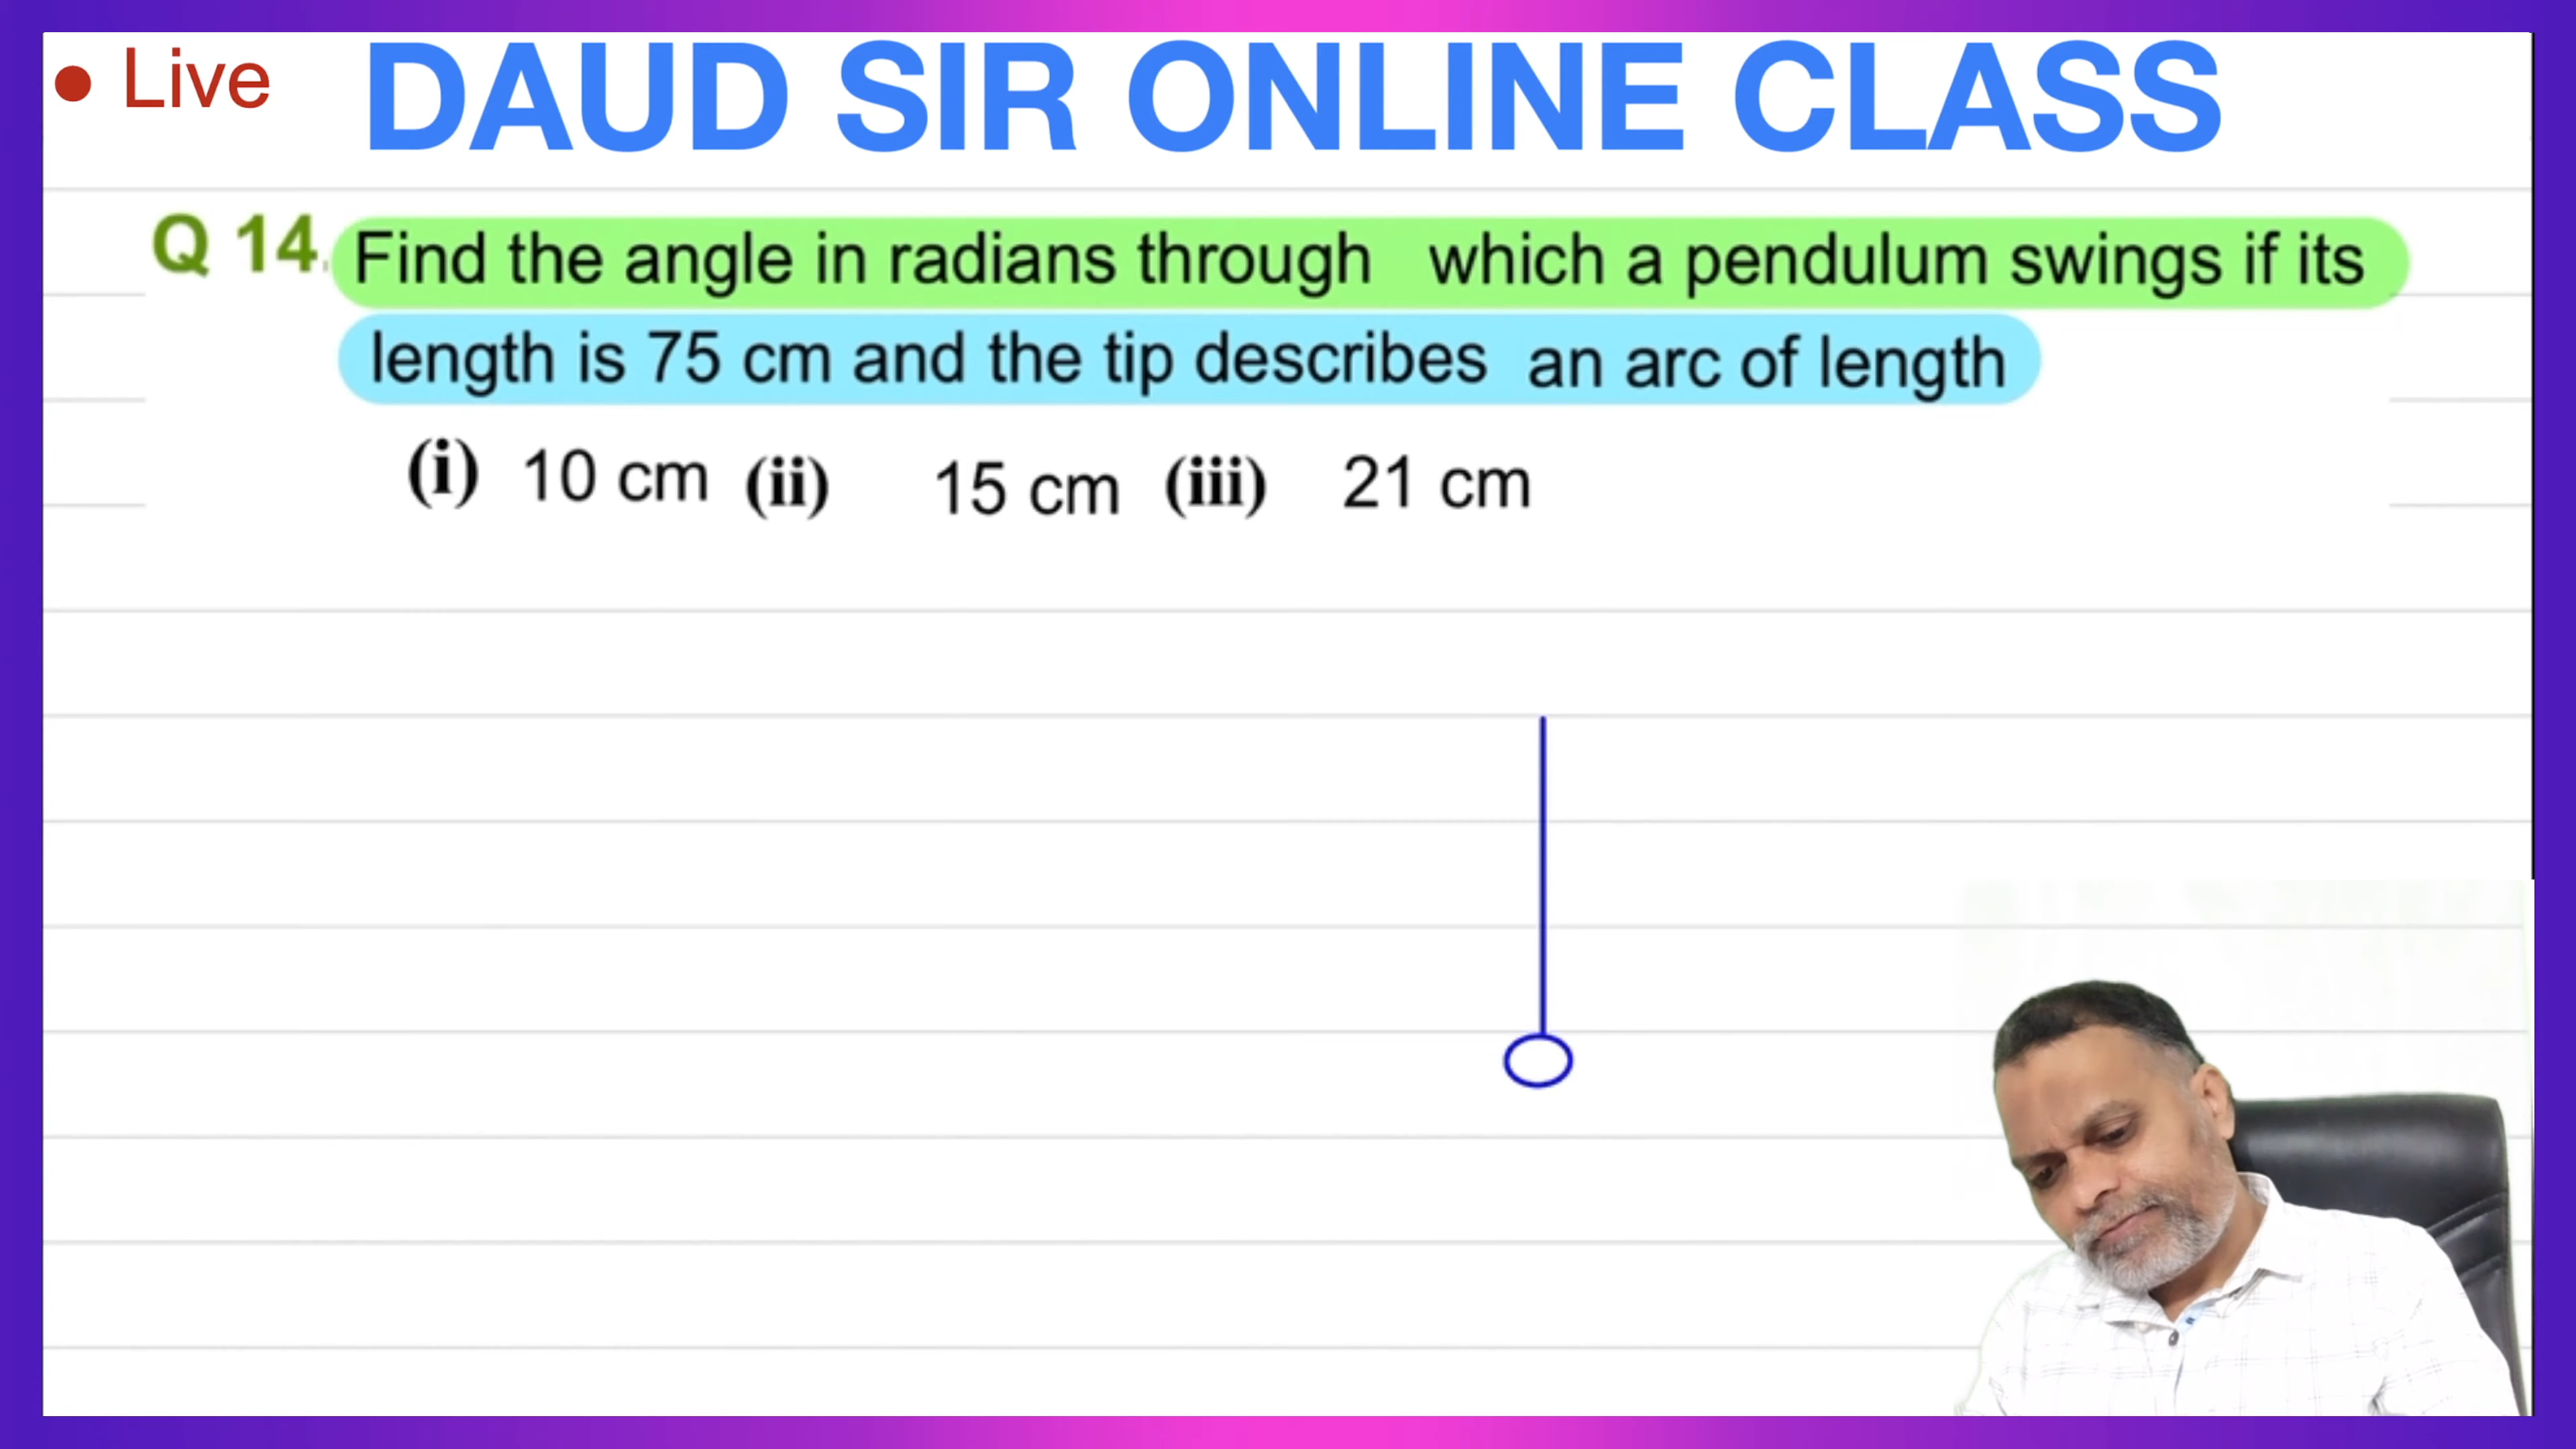 Live
DAUD SIR ONLINE CLASS
Q 14. Find the angle in radians through which a pendulum swings if its
length is 75 cm and the tip describes an arc of length
(i) 10 cm (ii) 15 cm (iii) 21 cm